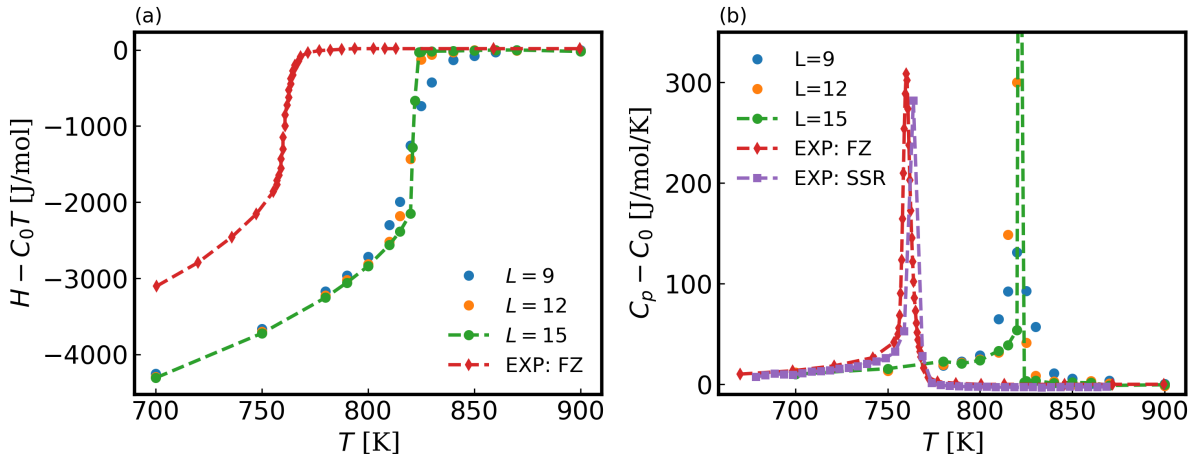 (a)
H − C₀T [J/mol]
0
−1000
−2000
−3000
−4000
L = 9
L = 12
L = 15
EXP: FZ
700 750 800 850 900
T [K]
(b)
Cₚ − C₀ [J/mol/K]
300
200
100
0
L=9
L=12
L=15
EXP: FZ
EXP: SSR
700 750 800 850 900
T [K]